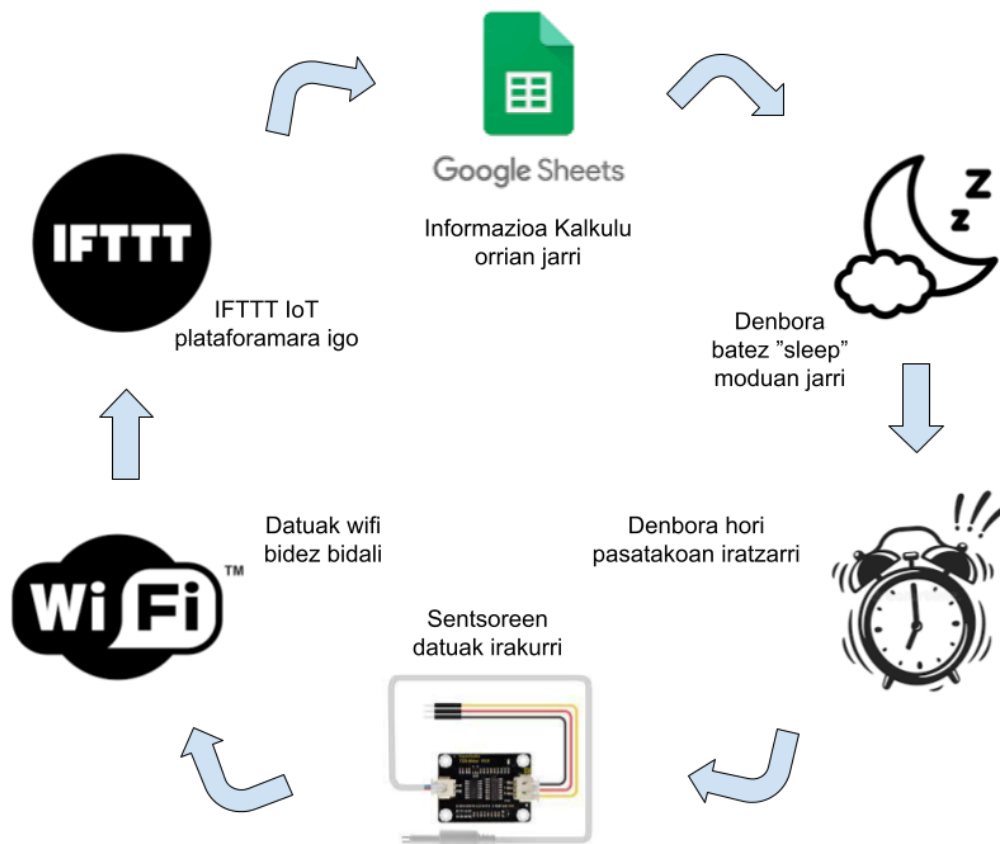 Google Sheets
Informazioa Kalkulu
orrian jarri
z
z
Denbora
batez ”sleep”
moduan jarri
Denbora hori
pasatakoan iratzarri
Sentsoreen
datuak irakurri
Datuak wifi
bidez bidali
Wi Fi TM
IFTTT
IFTTT IoT
plataforamara igo